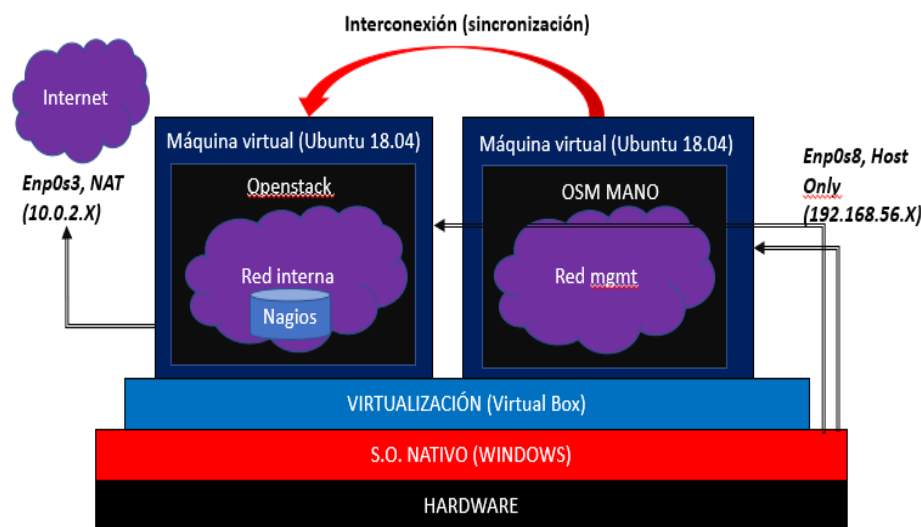 Interconexión (sincronización)
Internet
Enp0s3, NAT
(10.0.2.X)
Máquina virtual (Ubuntu 18.04)
Openstack
Red interna
Nagios
Máquina virtual (Ubuntu 18.04)
OSM MANO
Red mgmt
Enp0s8, Host
Only
(192.168.56.X)
VIRTUALIZACIÓN (Virtual Box)
S.O. NATIVO (WINDOWS)
HARDWARE